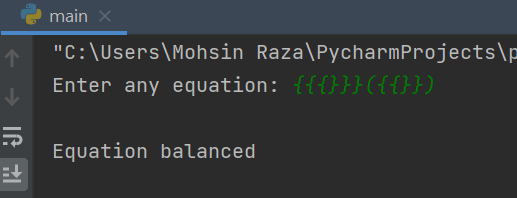 main
"C:\Users\Mohsin Raza\PycharmProjects\p
Enter any equation: {{{}}}({{}})
Equation balanced